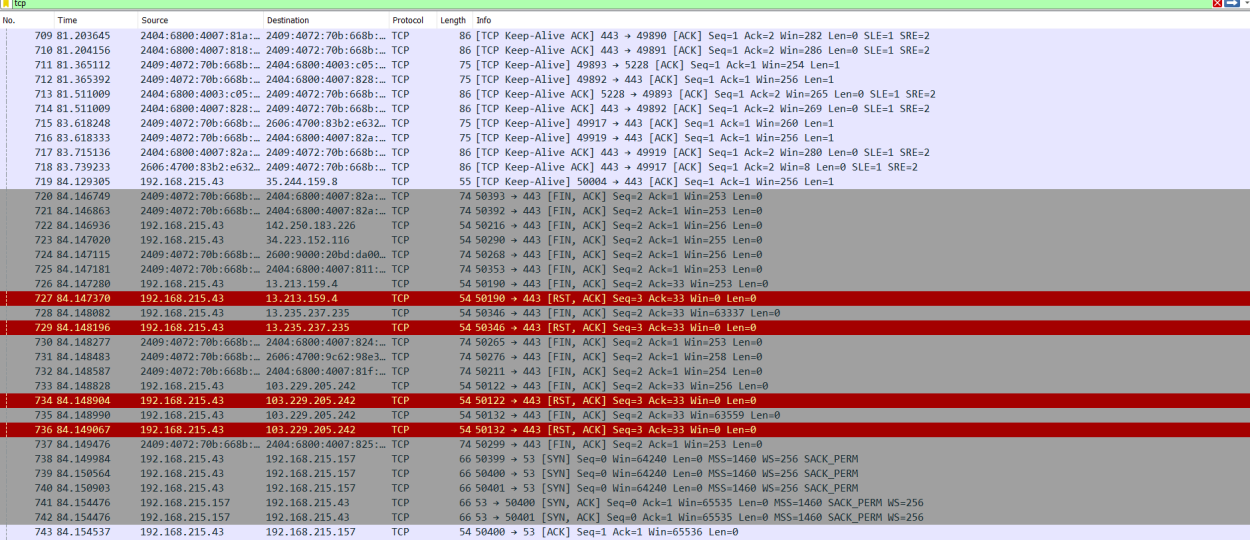 tcp
No. Time Source Destination Protocol Length Info
709 81.203645 2404:6800:4007:81a:… 2409:4072:70b:668b:… TCP 86 [TCP Keep-Alive ACK] 443 → 49890 [ACK] Seq=1 Ack=2 Win=282 Len=0 SLE=1 SRE=2
710 81.204156 2404:6800:4007:818:… 2409:4072:70b:668b:… TCP 86 [TCP Keep-Alive ACK] 443 → 49891 [ACK] Seq=1 Ack=2 Win=286 Len=0 SLE=1 SRE=2
711 81.365112 2409:4072:70b:668b:… 2404:6800:4003:c05:… TCP 75 [TCP Keep-Alive] 49893 → 5228 [ACK] Seq=1 Ack=1 Win=254 Len=1
712 81.365392 2409:4072:70b:668b:… 2404:6800:4007:828:… TCP 75 [TCP Keep-Alive] 49892 → 443 [ACK] Seq=1 Ack=1 Win=256 Len=1
713 81.511009 2404:6800:4003:c05:… 2409:4072:70b:668b:… TCP 86 [TCP Keep-Alive ACK] 5228 → 49893 [ACK] Seq=1 Ack=2 Win=265 Len=0 SLE=1 SRE=2
714 81.511009 2404:6800:4007:828:… 2409:4072:70b:668b:… TCP 86 [TCP Keep-Alive ACK] 443 → 49892 [ACK] Seq=1 Ack=2 Win=269 Len=0 SLE=1 SRE=2
715 83.618248 2409:4072:70b:668b:… 2606:4700:83b2:e632… TCP 75 [TCP Keep-Alive] 49917 → 443 [ACK] Seq=1 Ack=1 Win=260 Len=1
716 83.618333 2409:4072:70b:668b:… 2404:6800:4007:82a:… TCP 75 [TCP Keep-Alive] 49919 → 443 [ACK] Seq=1 Ack=1 Win=256 Len=1
717 83.715136 2404:6800:4007:82a:… 2409:4072:70b:668b:… TCP 86 [TCP Keep-Alive ACK] 443 → 49919 [ACK] Seq=1 Ack=2 Win=280 Len=0 SLE=1 SRE=2
718 83.739233 2606:4700:83b2:e632… 2409:4072:70b:668b:… TCP 86 [TCP Keep-Alive ACK] 443 → 49917 [ACK] Seq=1 Ack=2 Win=8 Len=0 SLE=1 SRE=2
719 84.129305 192.168.215.43 35.244.159.8 TCP 55 [TCP Keep-Alive] 50004 → 443 [ACK] Seq=1 Ack=1 Win=256 Len=1
720 84.146749 2409:4072:70b:668b:… 2404:6800:4007:82a:… TCP 74 50393 → 443 [FIN, ACK] Seq=2 Ack=1 Win=253 Len=0
721 84.146863 2409:4072:70b:668b:… 2404:6800:4007:82a:… TCP 74 50392 → 443 [FIN, ACK] Seq=2 Ack=1 Win=253 Len=0
722 84.146936 192.168.215.43 142.250.183.226 TCP 54 50216 → 443 [FIN, ACK] Seq=2 Ack=1 Win=256 Len=0
723 84.147020 192.168.215.43 34.223.152.116 TCP 54 50290 → 443 [FIN, ACK] Seq=2 Ack=1 Win=255 Len=0
724 84.147115 2409:4072:70b:668b:… 2600:9000:20bd:da00… TCP 74 50268 → 443 [FIN, ACK] Seq=2 Ack=1 Win=256 Len=0
725 84.147181 2409:4072:70b:668b:… 2404:6800:4007:811:… TCP 74 50353 → 443 [FIN, ACK] Seq=2 Ack=1 Win=254 Len=0
726 84.147280 192.168.215.43 13.213.159.4 TCP 54 50190 → 443 [FIN, ACK] Seq=2 Ack=33 Win=253 Len=0
727 84.147370 192.168.215.43 13.213.159.4 TCP 54 50190 → 443 [RST, ACK] Seq=3 Ack=33 Win=0 Len=0
728 84.148082 192.168.215.43 13.235.237.235 TCP 54 50346 → 443 [FIN, ACK] Seq=2 Ack=33 Win=63337 Len=0
729 84.148196 192.168.215.43 13.235.237.235 TCP 54 50346 → 443 [RST, ACK] Seq=3 Ack=33 Win=0 Len=0
730 84.148277 2409:4072:70b:668b:… 2404:6800:4007:824:… TCP 74 50265 → 443 [FIN, ACK] Seq=2 Ack=1 Win=253 Len=0
731 84.148483 2409:4072:70b:668b:… 2606:4700:9c62:98e3… TCP 74 50276 → 443 [FIN, ACK] Seq=2 Ack=1 Win=258 Len=0
732 84.148587 2409:4072:70b:668b:… 2404:6800:4007:81f:… TCP 74 50211 → 443 [FIN, ACK] Seq=2 Ack=1 Win=254 Len=0
733 84.148828 192.168.215.43 103.229.205.242 TCP 54 50122 → 443 [FIN, ACK] Seq=2 Ack=33 Win=256 Len=0
734 84.148904 192.168.215.43 103.229.205.242 TCP 54 50122 → 443 [RST, ACK] Seq=3 Ack=33 Win=0 Len=0
735 84.148990 192.168.215.43 103.229.205.242 TCP 54 50132 → 443 [FIN, ACK] Seq=2 Ack=33 Win=63559 Len=0
736 84.149067 192.168.215.43 103.229.205.242 TCP 54 50132 → 443 [RST, ACK] Seq=3 Ack=33 Win=0 Len=0
737 84.149476 2409:4072:70b:668b:… 2404:6800:4007:825:… TCP 74 50299 → 443 [FIN, ACK] Seq=2 Ack=1 Win=253 Len=0
738 84.149984 192.168.215.43 192.168.215.157 TCP 66 50399 → 53 [SYN] Seq=0 Win=64240 Len=0 MSS=1460 WS=256 SACK_PERM
739 84.150564 192.168.215.43 192.168.215.157 TCP 66 50400 → 53 [SYN] Seq=0 Win=64240 Len=0 MSS=1460 WS=256 SACK_PERM
740 84.150903 192.168.215.43 192.168.215.157 TCP 66 50401 → 53 [SYN] Seq=0 Win=64240 Len=0 MSS=1460 WS=256 SACK_PERM
741 84.154476 192.168.215.157 192.168.215.43 TCP 66 53 → 50400 [SYN, ACK] Seq=0 Ack=1 Win=65535 Len=0 MSS=1460 SACK_PERM WS=256
742 84.154476 192.168.215.157 192.168.215.43 TCP 66 53 → 50401 [SYN, ACK] Seq=0 Ack=1 Win=65535 Len=0 MSS=1460 SACK_PERM WS=256
743 84.154537 192.168.215.43 192.168.215.157 TCP 54 50400 → 53 [ACK] Seq=1 Ack=1 Win=65536 Len=0